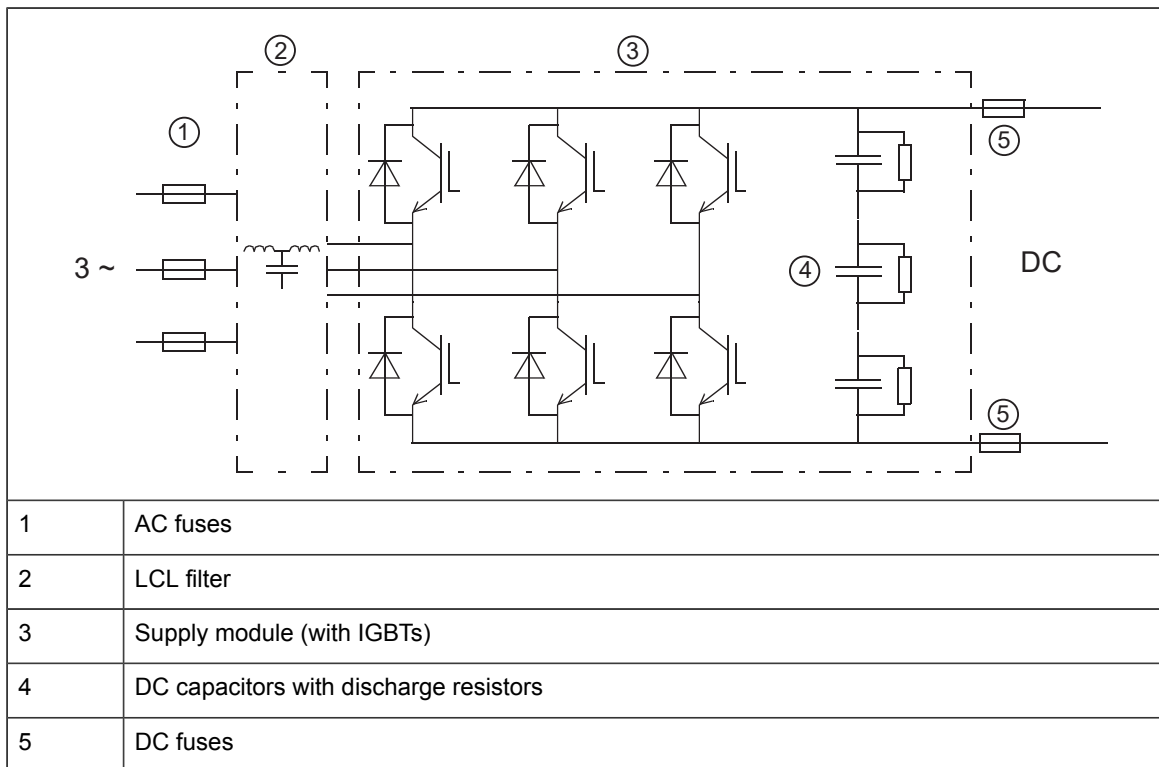 ②
③
①
⑤
3 ~
④
DC
⑤
1 AC fuses
2 LCL filter
3 Supply module (with IGBTs)
4 DC capacitors with discharge resistors
5 DC fuses